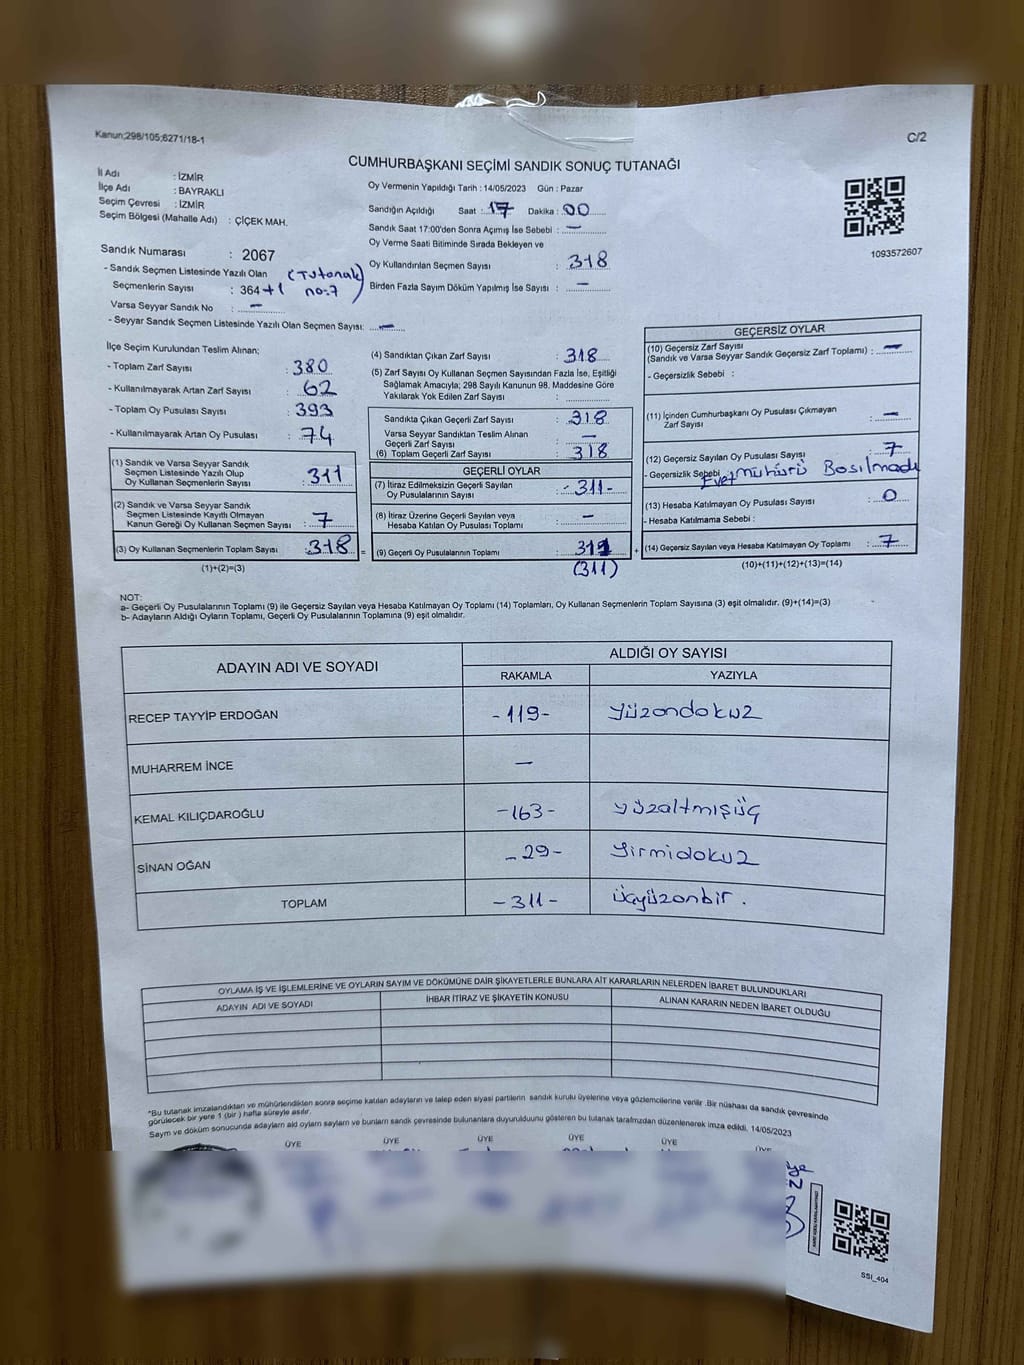 Kanun;298/105;6271/18-1
C/2
CUMHURBAŞKANI SEÇİMİ SANDIK SONUÇ TUTANAĞI
İl Adı : İZMİR
İlçe Adı : BAYRAKLI
Seçim Çevresi : İZMİR
Seçim Bölgesi (Mahalle Adı) : ÇİÇEK MAH.
Oy Vermenin Yapıldığı Tarih : 14/05/2023 Gün : Pazar
Sandığın Açıldığı Saat : 17 Dakika : 00
Sandık Saat 17:00'den Sonra Açımış İse Sebebi : –
Oy Verme Saati Bitiminde Sırada Bekleyen ve
Oy Kullandırılan Seçmen Sayısı : 318
Birden Fazla Sayım Döküm Yapılmış İse Sayısı : –
1093572607
Sandık Numarası : 2067
- Sandık Seçmen Listesinde Yazılı Olan
Seçmenlerin Sayısı : 364 +1 (Tutanak no:7)
Varsa Seyyar Sandık No : –
- Seyyar Sandık Seçmen Listesinde Yazılı Olan Seçmen Sayısı: –
İlçe Seçim Kurulundan Teslim Alınan;
- Toplam Zarf Sayısı : 380
- Kullanılmayarak Artan Zarf Sayısı : 62
- Toplam Oy Pusulası Sayısı : 393
- Kullanılmayarak Artan Oy Pusulası : 74
(1) Sandık ve Varsa Seyyar Sandık
Seçmen Listesinde Yazılı Olup
Oy Kullanan Seçmenlerin Sayısı : 311
(2) Sandık ve Varsa Seyyar Sandık
Seçmen Listesinde Kayıtlı Olmayan
Kanun Gereği Oy Kullanan Seçmen Sayısı : 7
(3) Oy Kullanan Seçmenlerin Toplam Sayısı : 318 =
(1)+(2)=(3)
(4) Sandıktan Çıkan Zarf Sayısı : 318
(5) Zarf Sayısı Oy Kullanan Seçmen Sayısından Fazla İse, Eşitliği
Sağlamak Amacıyla; 298 Sayılı Kanunun 98. Maddesine Göre
Yakılarak Yok Edilen Zarf Sayısı :
Sandıkta Çıkan Geçerli Zarf Sayısı : 318
Varsa Seyyar Sandıktan Teslim Alınan
Geçerli Zarf Sayısı : –
(6) Toplam Geçerli Zarf Sayısı : 318
GEÇERLİ OYLAR
(7) İtiraz Edilmeksizin Geçerli Sayılan
Oy Pusulalarının Sayısı : -311-
(8) İtiraz Üzerine Geçerli Sayılan veya
Hesaba Katılan Oy Pusulası Toplamı : –
(9) Geçerli Oy Pusulalarının Toplamı : 311 +
(311)
GEÇERSİZ OYLAR
(10) Geçersiz Zarf Sayısı
(Sandık ve Varsa Seyyar Sandık Geçersiz Zarf Toplamı) : –
- Geçersizlik Sebebi :
(11) İçinden Cumhurbaşkanı Oy Pusulası Çıkmayan
Zarf Sayısı : –
(12) Geçersiz Sayılan Oy Pusulası Sayısı : 7
- Geçersizlik Sebebi : Evet mührü Basılmadı
(13) Hesaba Katılmayan Oy Pusulası Sayısı : 0
- Hesaba Katılmama Sebebi :
(14) Geçersiz Sayılan veya Hesaba Katılmayan Oy Toplamı : 7
(10)+(11)+(12)+(13)=(14)
NOT:
a- Geçerli Oy Pusulalarının Toplamı (9) ile Geçersiz Sayılan veya Hesaba Katılmayan Oy Toplamı (14) Toplamları, Oy Kullanan Seçmenlerin Toplam Sayısına (3) eşit olmalıdır. (9)+(14)=(3)
b- Adayların Aldığı Oyların Toplamı, Geçerli Oy Pusulalarının Toplamına (9) eşit olmalıdır.
ADAYIN ADI VE SOYADI
ALDIĞI OY SAYISI
RAKAMLA YAZIYLA
RECEP TAYYİP ERDOĞAN -119- yüzondokuz
MUHARREM İNCE –
KEMAL KILIÇDAROĞLU -163- yüzaltmışüç
SİNAN OĞAN -29- yirmidokuz
TOPLAM -311- üçyüzonbir.
OYLAMA İŞ VE İŞLEMLERİNE VE OYLARIN SAYIM VE DÖKÜMÜNE DAİR ŞİKAYETLERLE BUNLARA AİT KARARLARIN NELERDEN İBARET BULUNDUKLARI
ADAYIN ADI VE SOYADI İHBAR İTİRAZ VE ŞİKAYETİN KONUSU ALINAN KARARIN NEDEN İBARET OLDUĞU
*Bu tutanak imzalandıktan ve mühürlendikten sonra seçime katılan adayların ve talep eden siyasi partilerin sandık kurulu üyelerine veya gözlemcilerine verilir .Bir nüshası da sandık çevresinde
görülecek bir yere 1 (bir ) hafta süreyle asılır.
Sayım ve döküm sonucunda adayların ald oyların sayıların ve bunların sandık çevresinde bulunanlara duyurulduunu gösteren bu tutanak tarafımızdan düzenlenerek imza edildi. 14/05/2023
ÜYE ÜYE ÜYE ÜYE ÜYE ÜYE
SSI_404